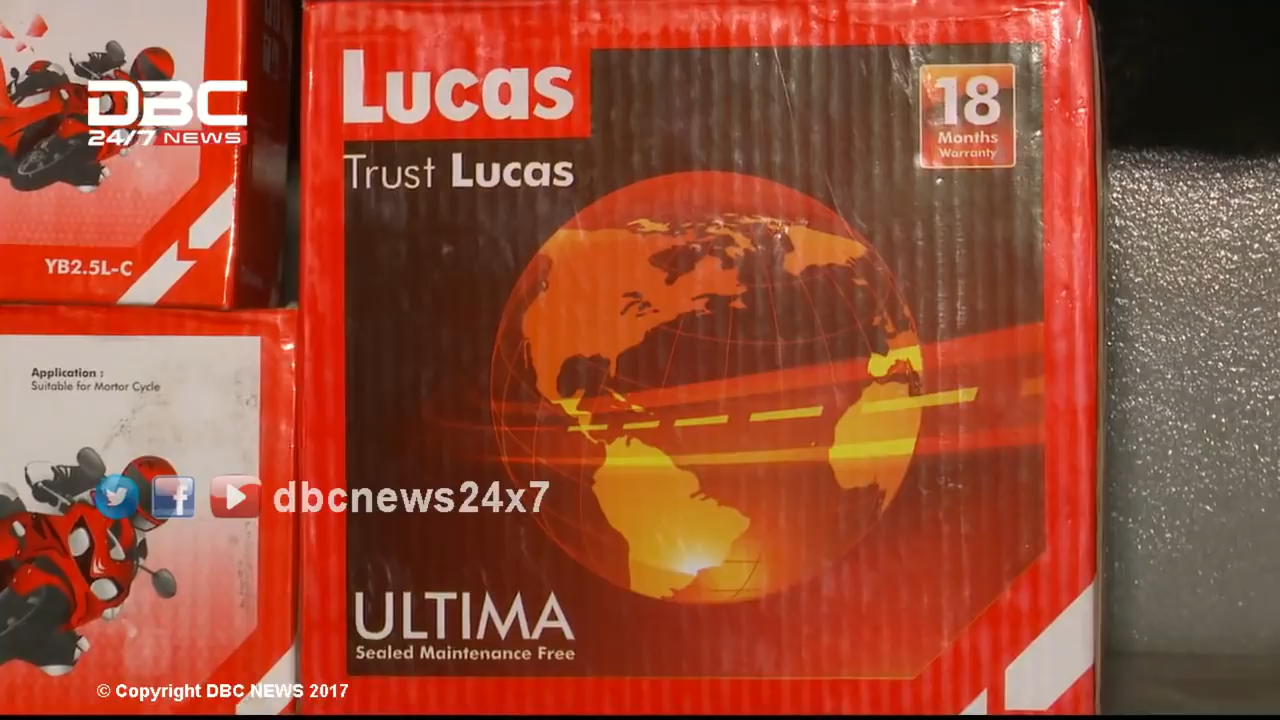 DBC
24/7 NEWS
YB2.5L-C
Application :
Suitable for Mortor Cycle
Lucas
Trust Lucas
18
Months
Warranty
dbcnews24x7
ULTIMA
Sealed Maintenance Free
© Copyright DBC NEWS 2017